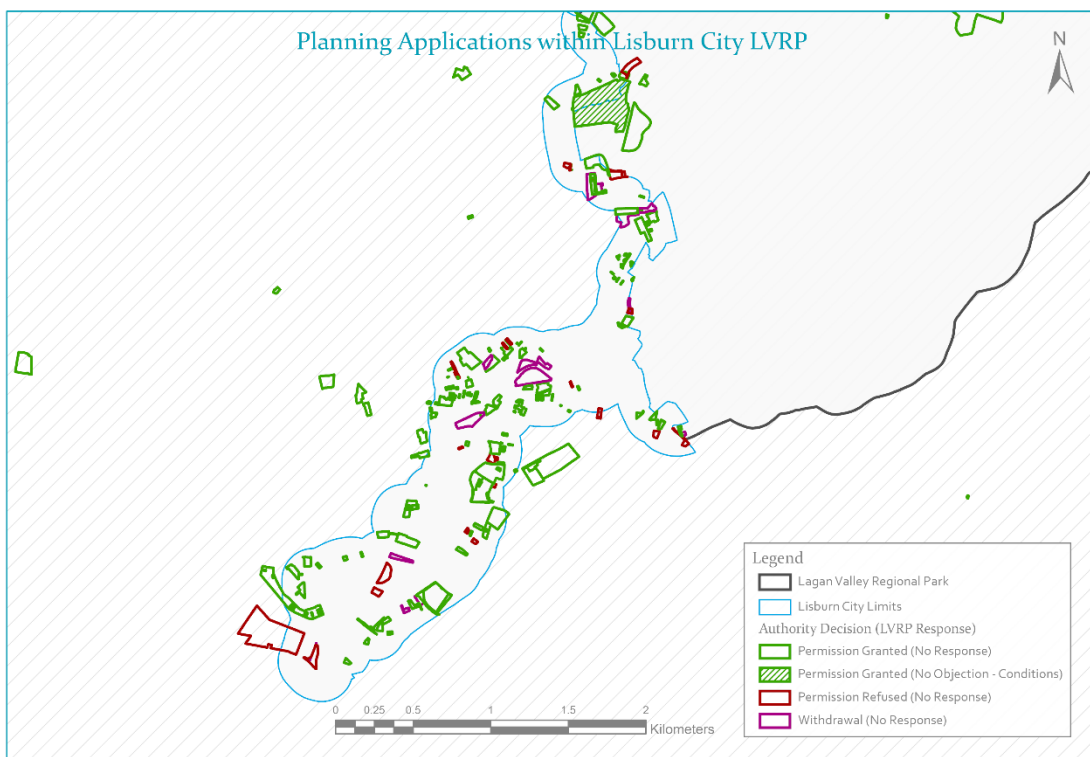 Planning Applications within Lisburn City LVRP
N
Legend
Lagan Valley Regional Park
Lisburn City Limits
Authority Decision (LVRP Response)
Permission Granted (No Response)
Permission Granted (No Objection - Conditions)
Permission Refused (No Response)
Withdrawal (No Response)
0 0.25 0.5 1 1.5 2
Kilometers